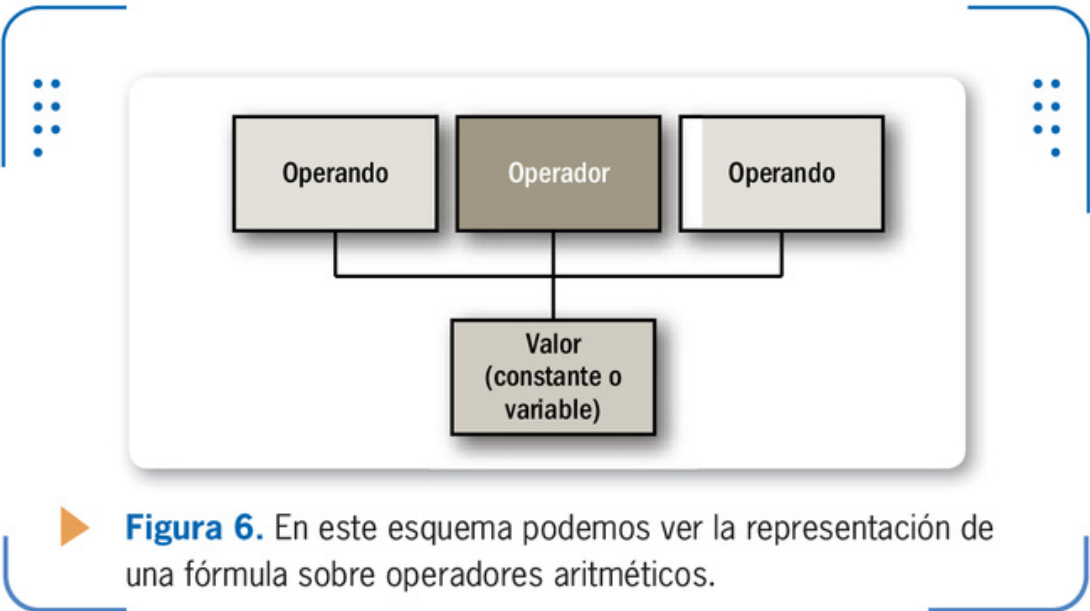 Operando
Operador
Operando
Valor
(constante o
variable)
Figura 6. En este esquema podemos ver la representación de
una fórmula sobre operadores aritméticos.